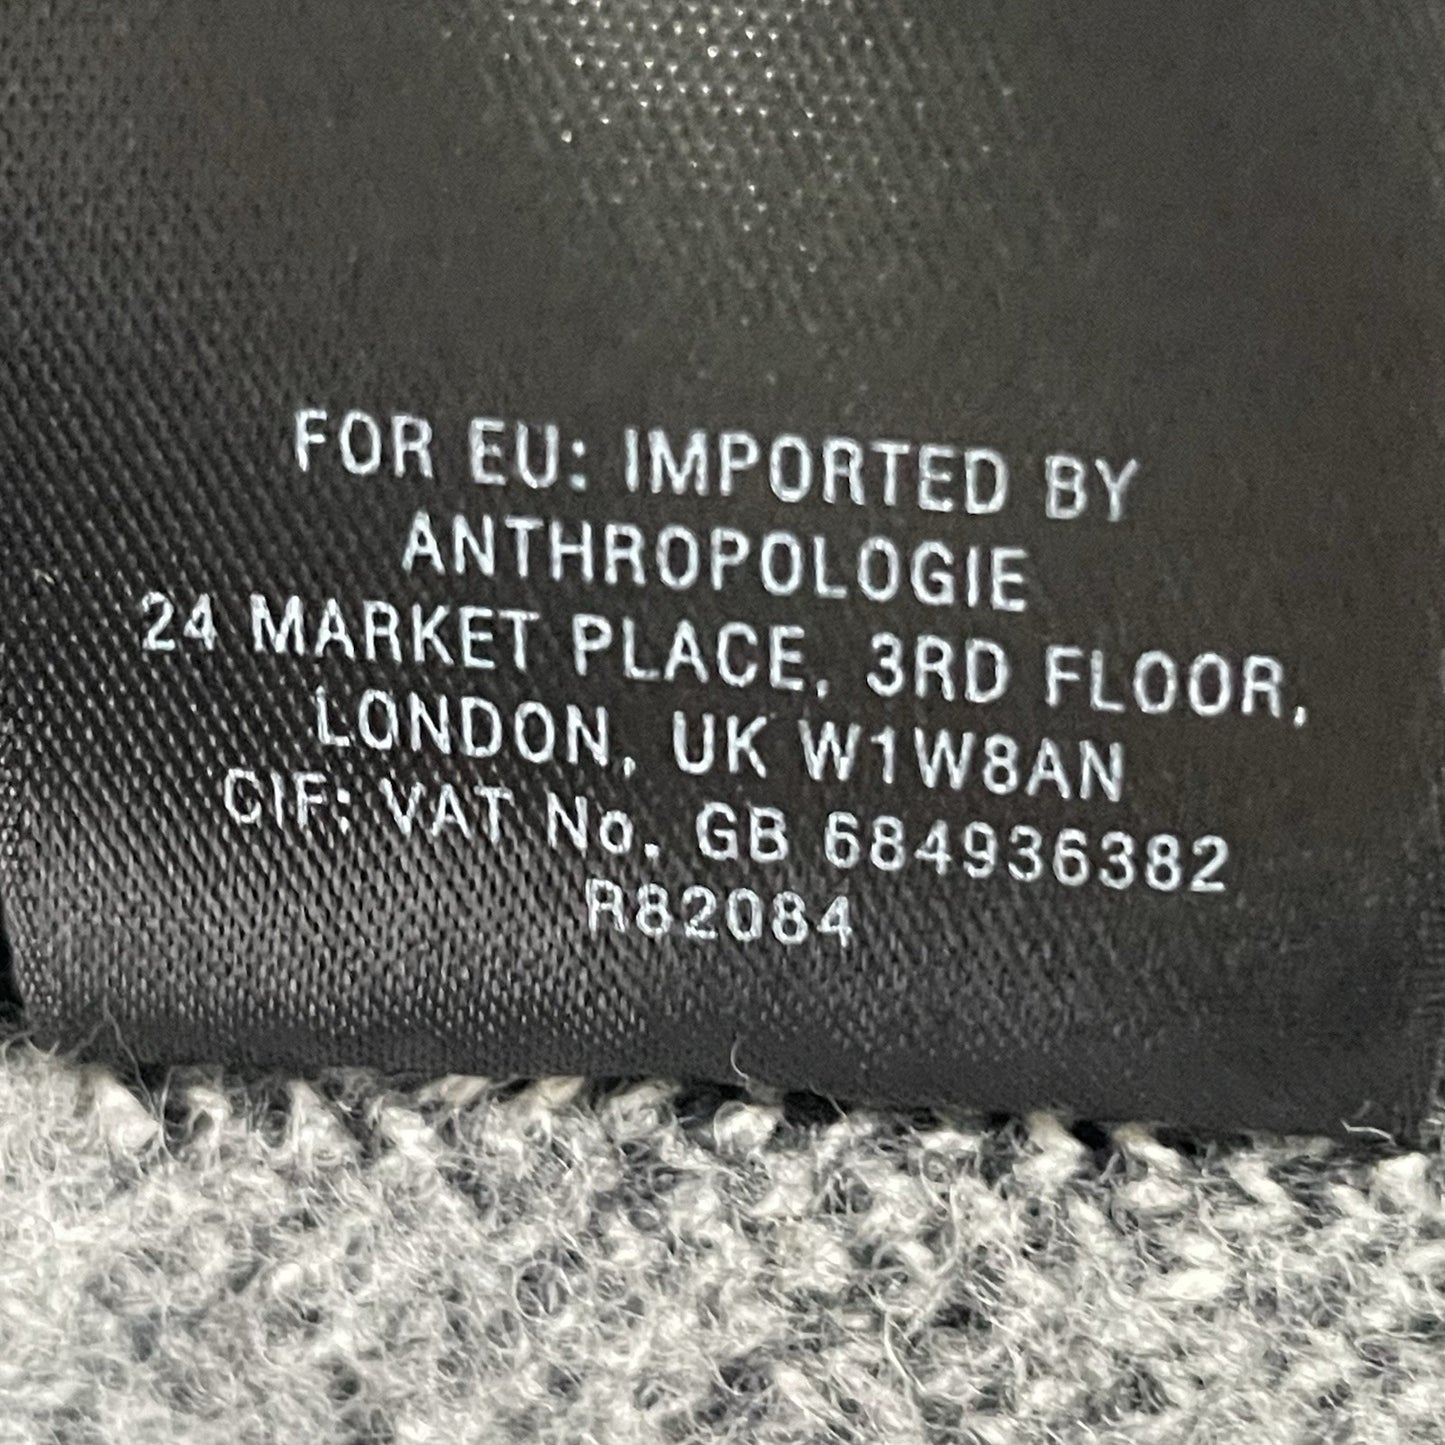 FOR EU: IMPORTED BY
ANTHROPOLOGIE
24 MARKET PLACE, 3RD FLOOR,
LONDON, UK W1W8AN
CIF: VAT No. GB 684936382
R82084